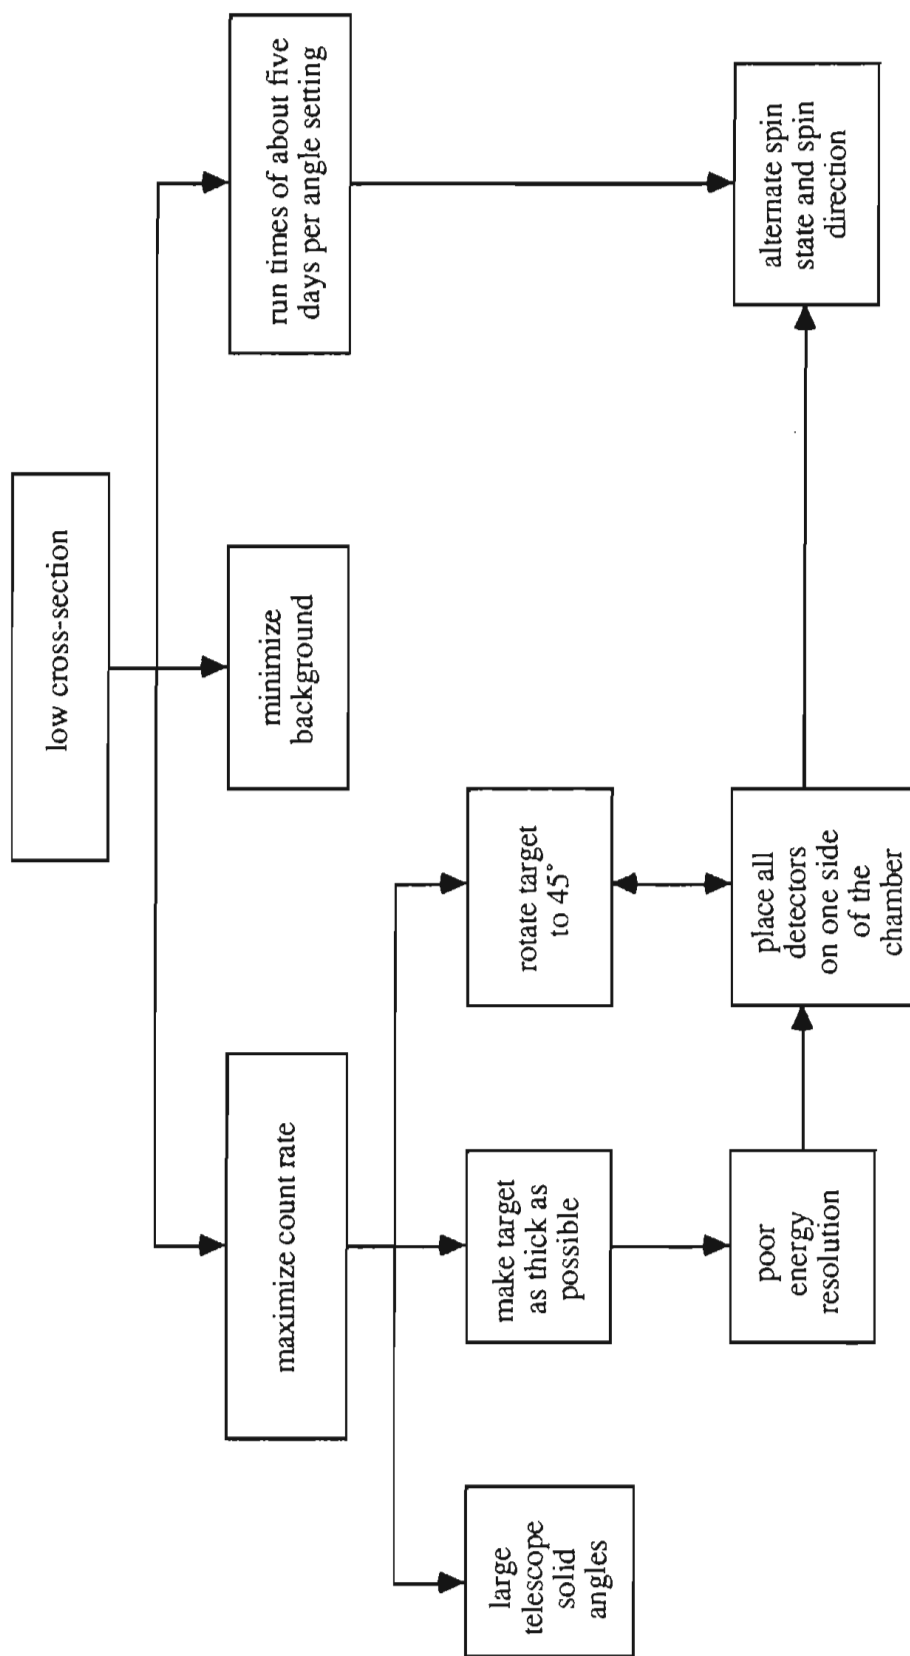 low cross-section
maximize count rate
minimize
background
run times of about five
days per angle setting
large
telescope
solid
angles
make target
as thick as
possible
rotate target
to 45°
poor
energy
resolution
place all
detectors
on one side
of the
chamber
alternate spin
state and spin
direction